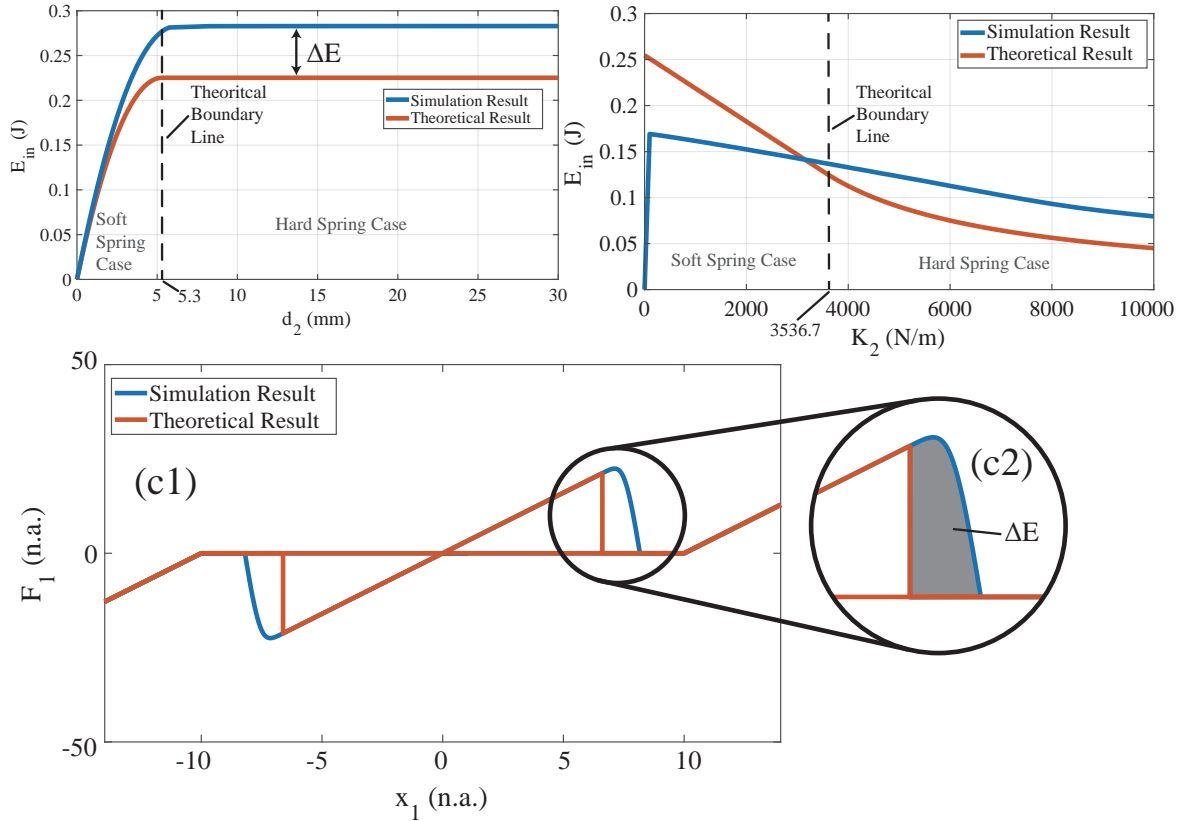 0.3
0.25
0.2
0.15
0.1
0.05
0
E_in (J)
ΔE
Theoritcal
Boundary
Line
Simulation Result
Theoretical Result
Soft
Spring
Case
Hard Spring Case
0 5 10 15 20 25 30
5.3
d_2 (mm)
0.3
0.25
0.2
0.15
0.1
0.05
0
E_in (J)
Simulation Result
Theoretical Result
Theoritcal
Boundary
Line
Soft Spring Case
Hard Spring Case
0 2000 4000 6000 8000 10000
3536.7
K_2 (N/m)
50
0
-50
F_1 (n.a.)
Simulation Result
Theoretical Result
(c1)
(c2)
ΔE
-10 -5 0 5 10
x_1 (n.a.)